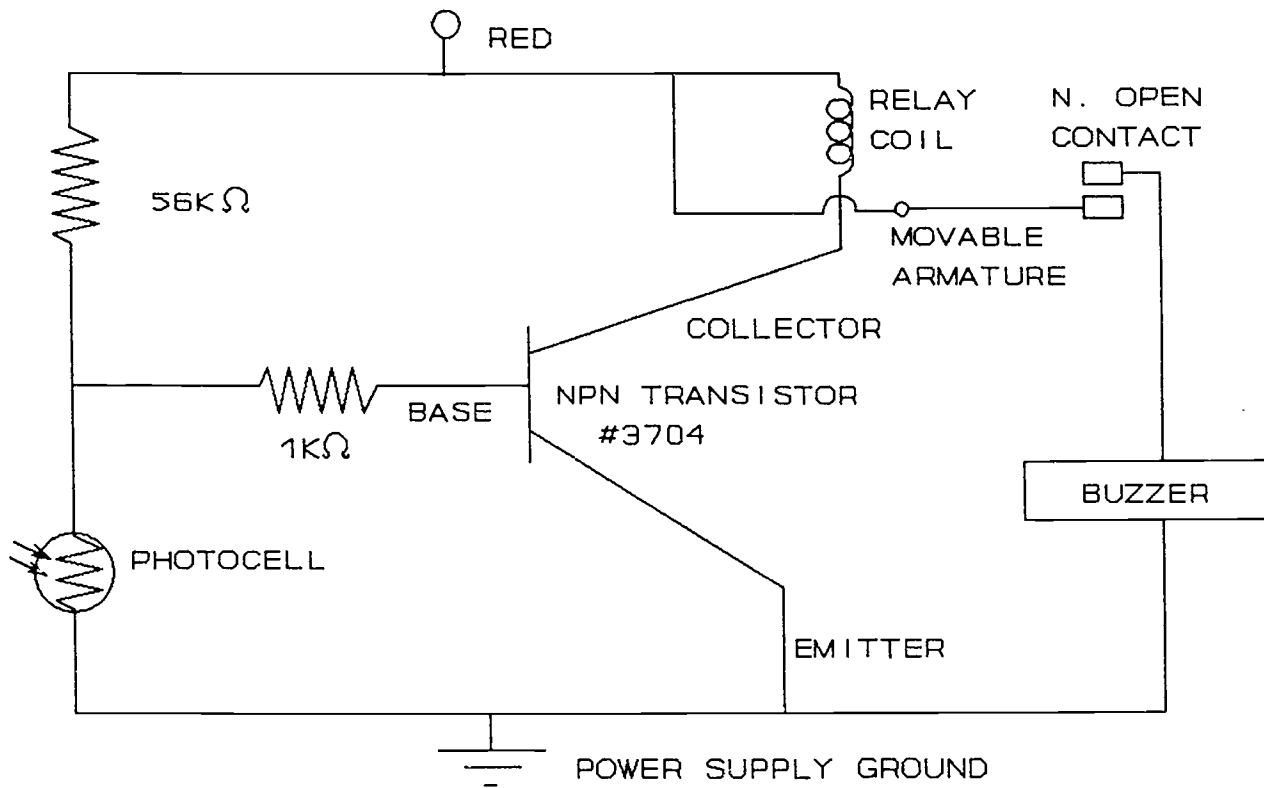 RED
RELAY
COIL
N. OPEN
CONTACT
56KΩ
MOVABLE
ARMATURE
COLLECTOR
BASE
NPN TRANSISTOR
#3704
1KΩ
BUZZER
PHOTOCELL
EMITTER
POWER SUPPLY GROUND